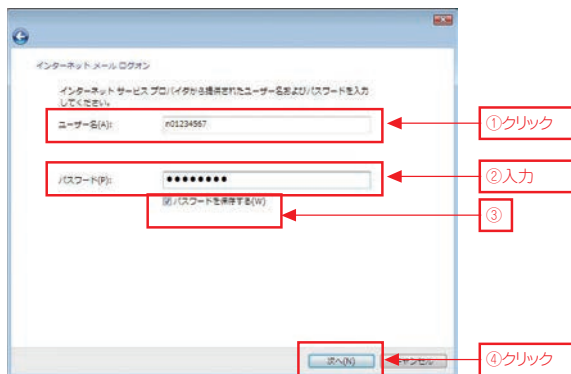 インターネット メール ログオン
インターネット サービス プロバイダから提供されたユーザー名およびパスワードを入力
してください。
ユーザー名(A):
n01234567
①クリック
パスワード(P):
●●●●●●●●
②入力
パスワードを保存する(W)
③
次へ(N)
キャンセル
④クリック